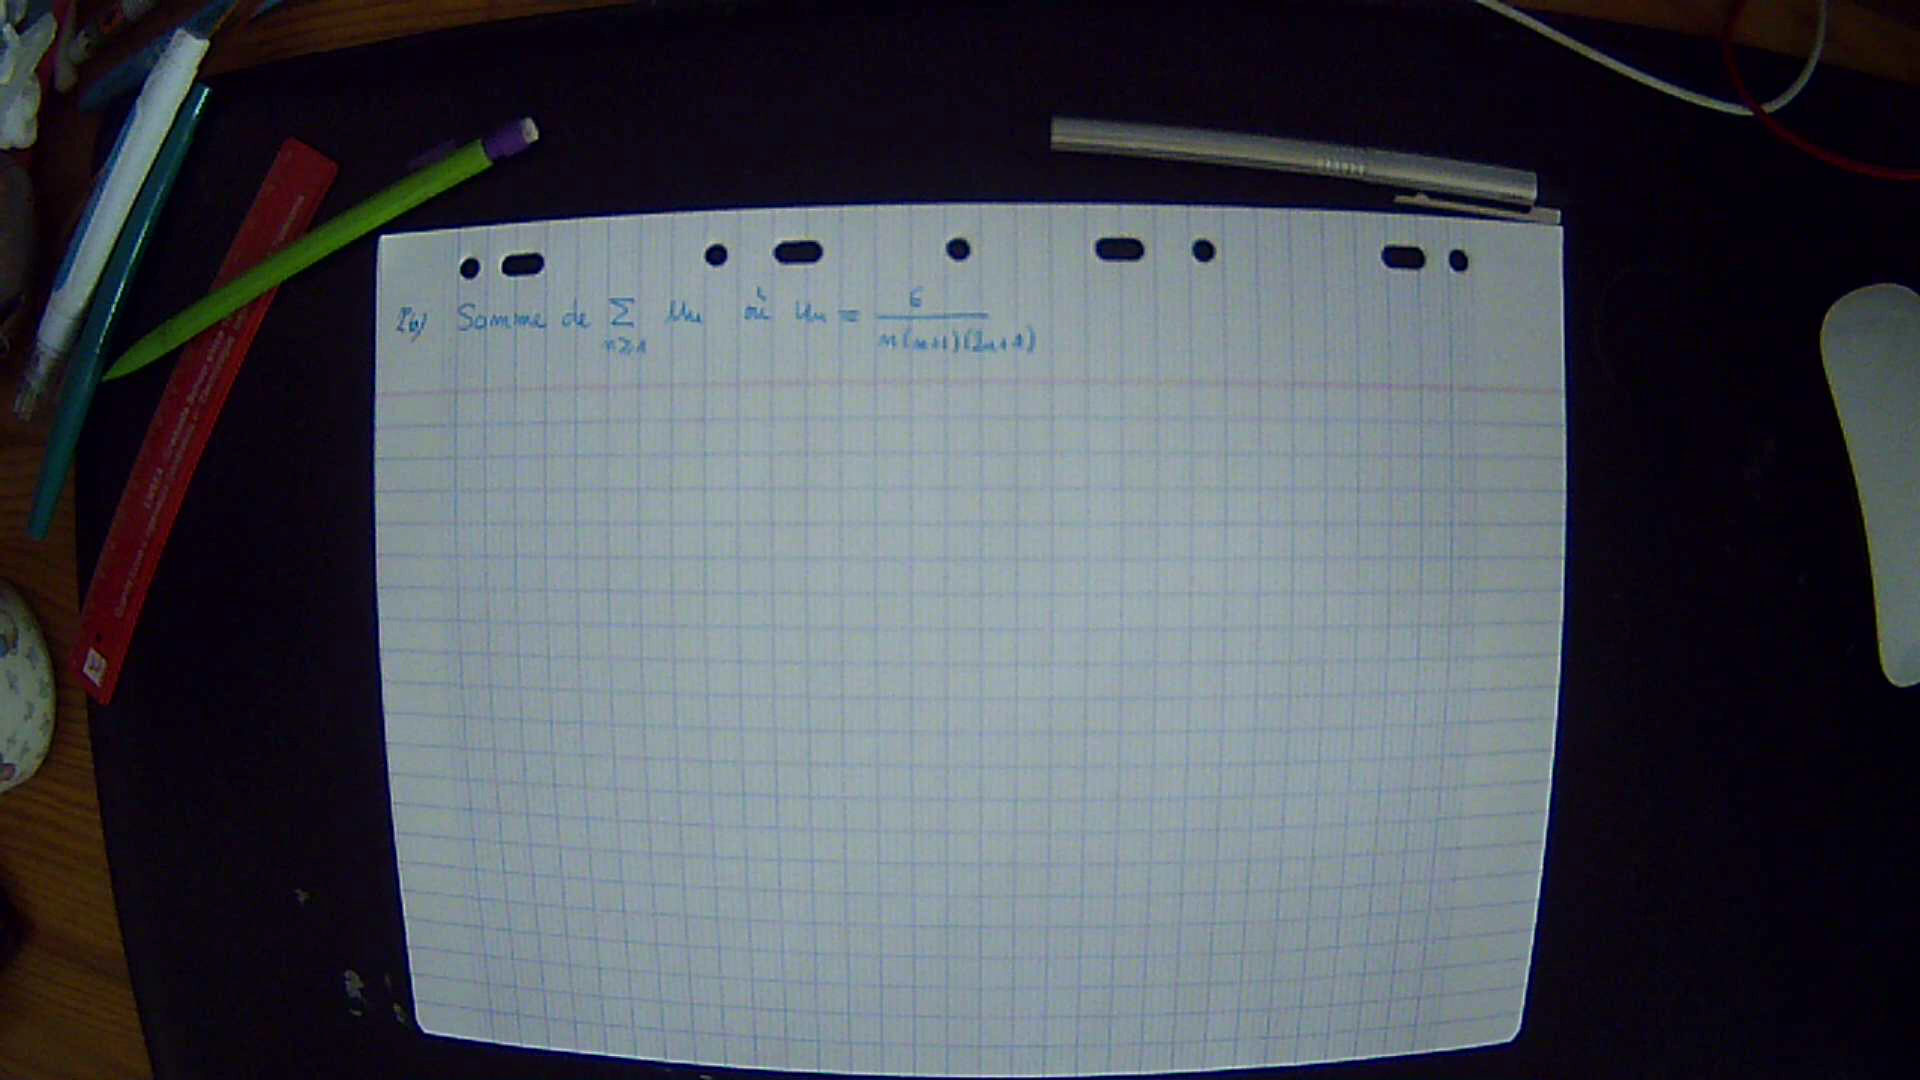 2b) Somme de ∑ uₙ où uₙ = 6 / n(n+1)(2n+1)
n≥1